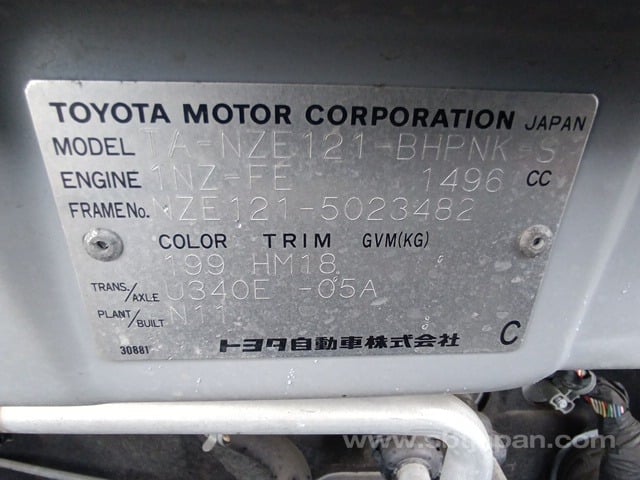 TOYOTA MOTOR CORPORATION JAPAN
MODEL TA-NZE121-BHPNK-S
ENGINE 1NZ-FE 1496 CC
FRAME No. NZE121-5023482
COLOR TRIM GVM(KG)
199 HM18
TRANS./AXLE U340E -05A
PLANT/BUILT N11
30881 トヨタ自動車株式会社 C